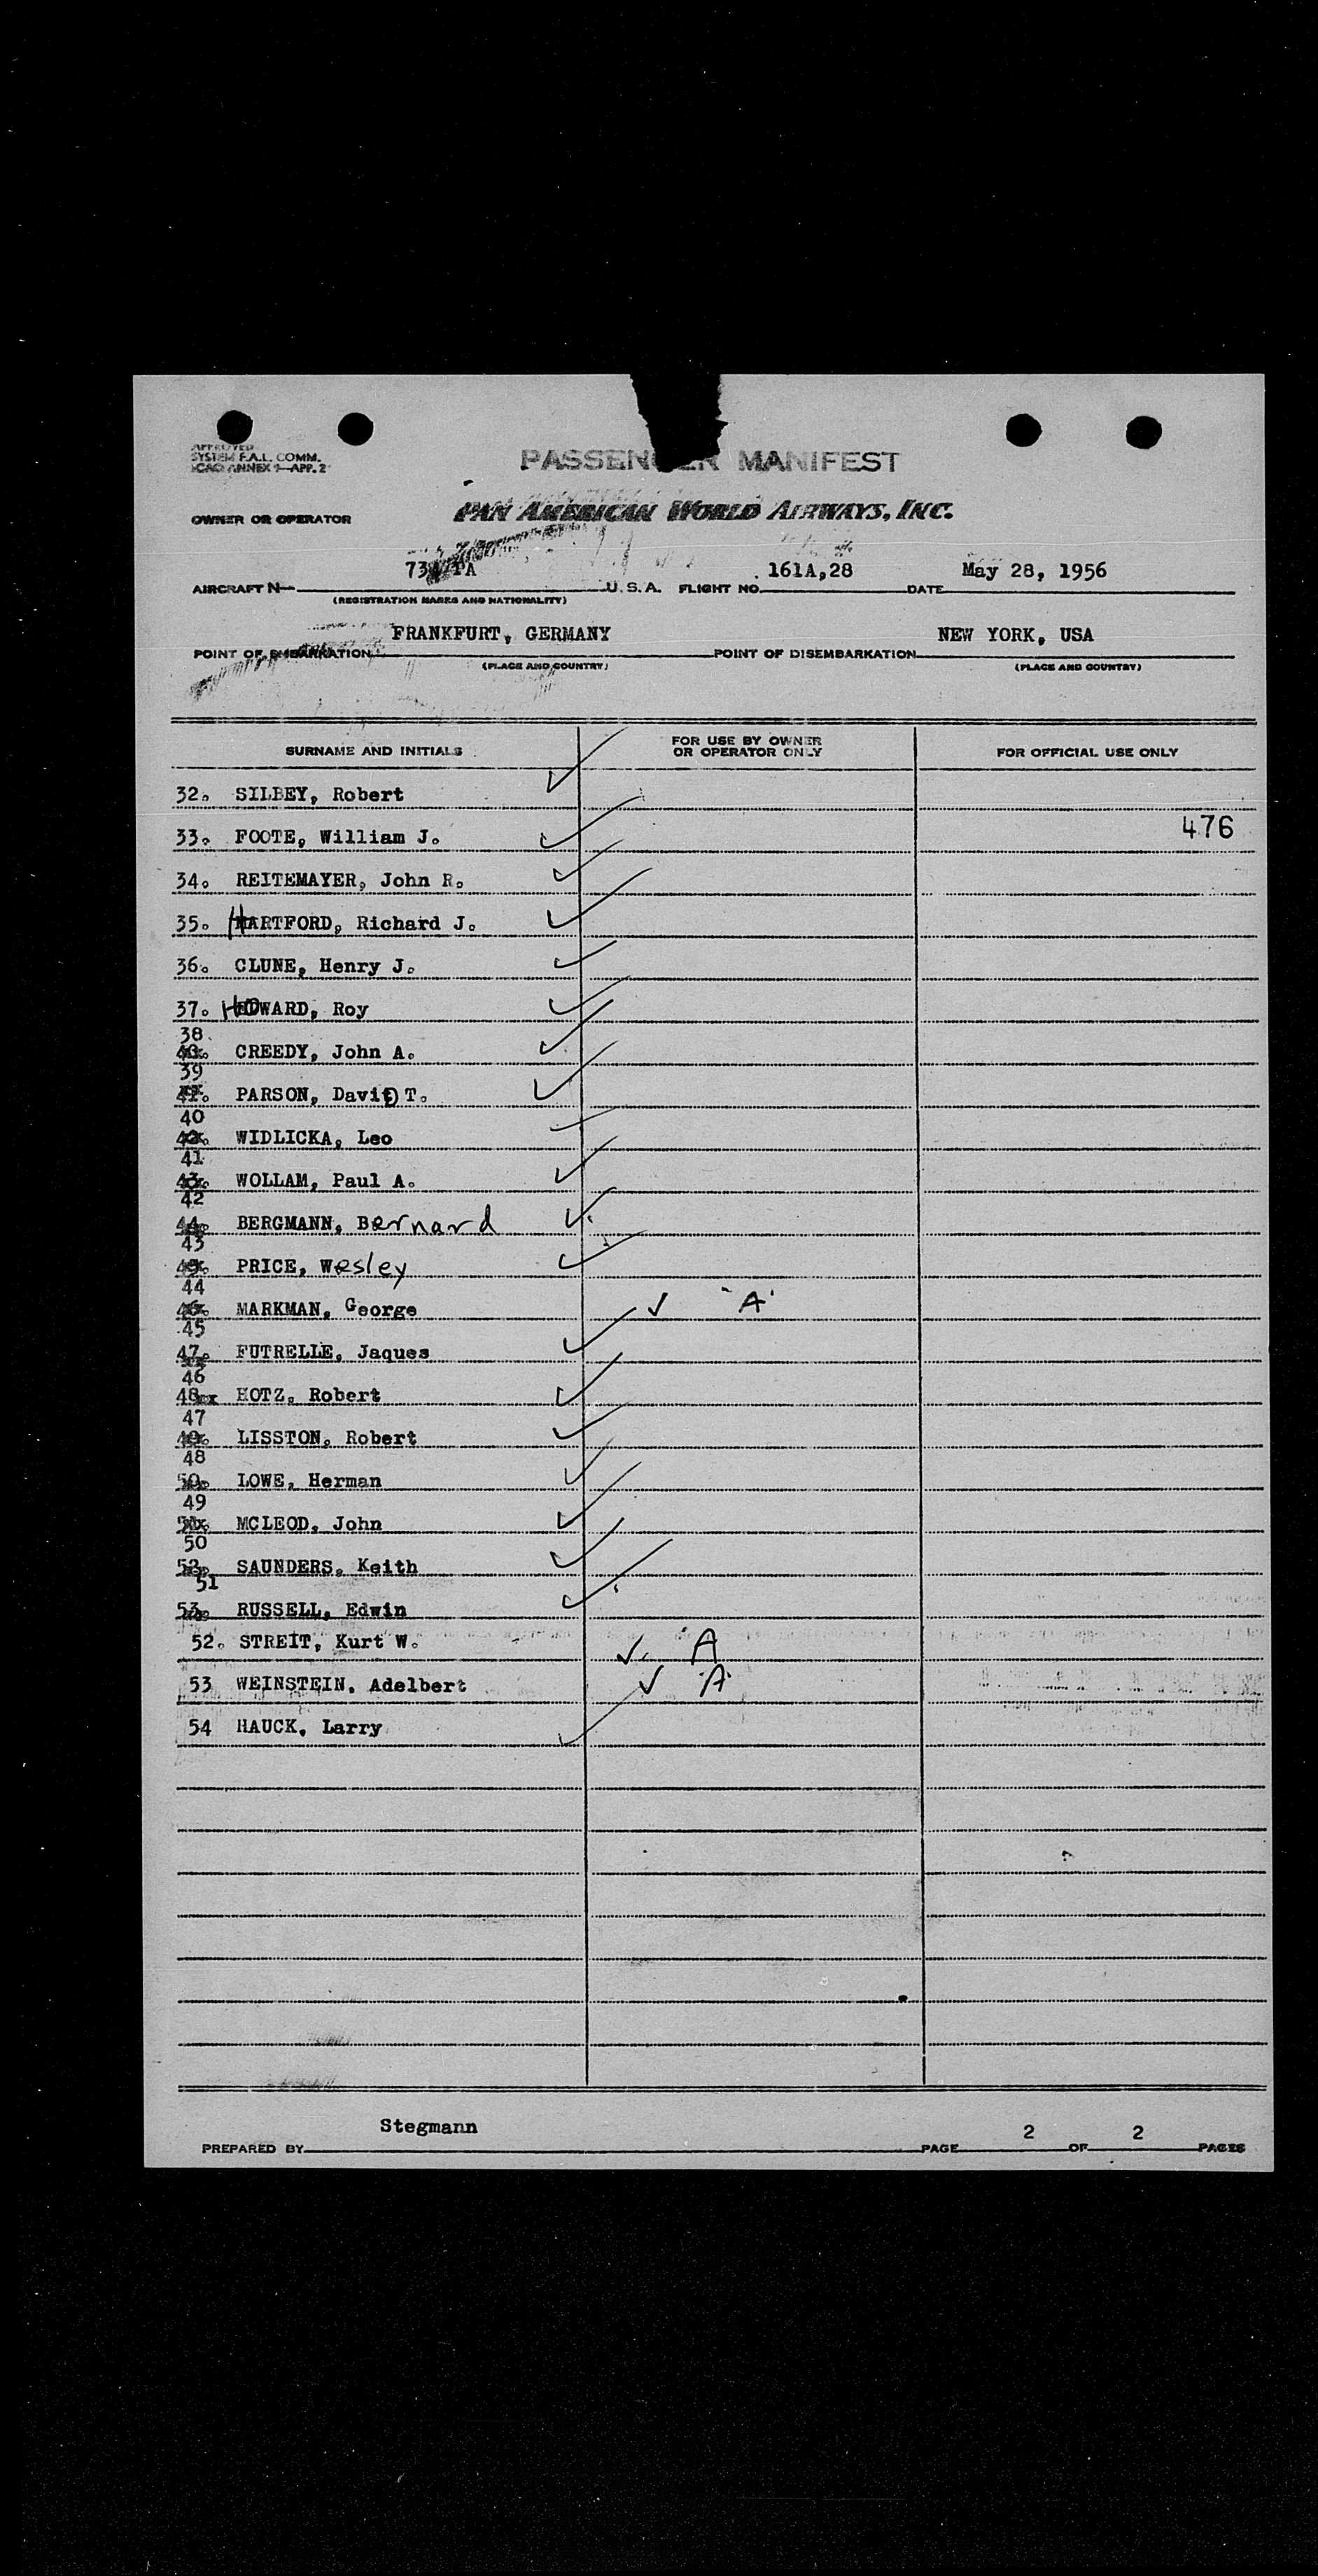 APPROVED
SYSTEM F.A.L. COMM.
ICAO ANNEX 9—APP. 2
PASSENGER MANIFEST
OWNER OR OPERATOR PAN AMERICAN WORLD AIRWAYS, INC.
AIRCRAFT N— U.S.A. FLIGHT NO. 161A,28 DATE May 28, 1956
(REGISTRATION MARKS AND NATIONALITY)
POINT OF EMBARKATION FRANKFURT, GERMANY POINT OF DISEMBARKATION NEW YORK, USA
(PLACE AND COUNTRY) (PLACE AND COUNTRY)
SURNAME AND INITIALS FOR USE BY OWNER OR OPERATOR ONLY FOR OFFICIAL USE ONLY
32. SILBEY, Robert
33. FOOTE, William J. 476
34. REITEMAYER, John R.
35. HARTFORD, Richard J.
36. CLUNE, Henry J.
37. HOWARD, Roy
38 CREEDY, John A.
39 PARSON, David T.
40 WIDLICKA, Leo
41 WOLLAM, Paul A.
42 BERGMANN, Bernard
43 PRICE, Wesley
44 MARKMAN, George ✓ "A"
45 FUTRELLE, Jaques
46 HOTZ, Robert
47 LISSTON, Robert
48 LOWE, Herman
49 MCLEOD, John
50 SAUNDERS, Keith
51 RUSSELL, Edwin
52. STREIT, Kurt W. ✓ "A
53 WEINSTEIN, Adelbert ✓ "A"
54 HAUCK, Larry
PREPARED BY Stegmann PAGE 2 OF 2 PAGES